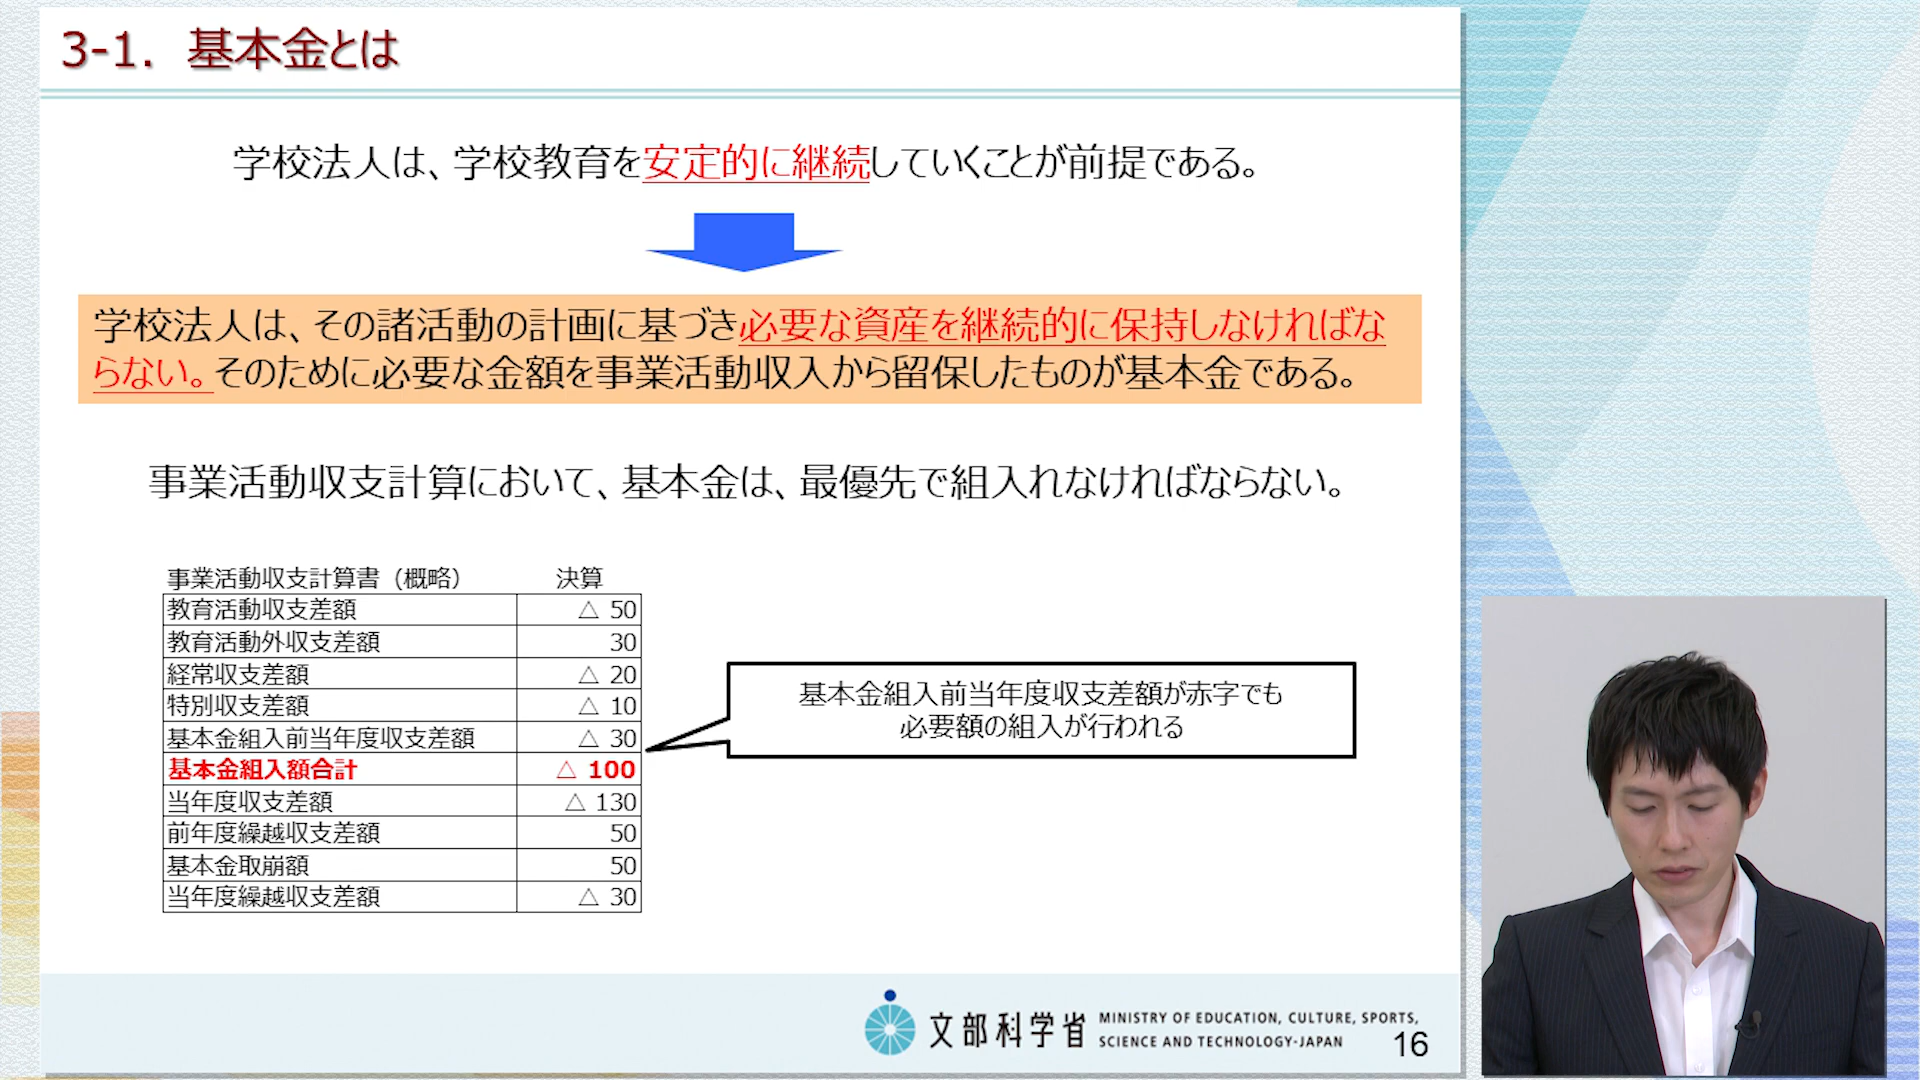 3-1. 基本金とは
学校法人は、学校教育を安定的に継続していくことが前提である。
学校法人は、その諸活動の計画に基づき必要な資産を継続的に保持しなければな
らない。そのために必要な金額を事業活動収入から留保したものが基本金である。
事業活動収支計算において、基本金は、最優先で組入れなければならない。
事業活動収支計算書（概略） 決算
教育活動収支差額 △ 50
教育活動外収支差額 30
経常収支差額 △ 20
特別収支差額 △ 10
基本金組入前当年度収支差額 △ 30
基本金組入額合計 △ 100
当年度収支差額 △ 130
前年度繰越収支差額 50
基本金取崩額 50
当年度繰越収支差額 △ 30
基本金組入前当年度収支差額が赤字でも
必要額の組入が行われる
文部科学省
MINISTRY OF EDUCATION, CULTURE, SPORTS,
SCIENCE AND TECHNOLOGY-JAPAN
16